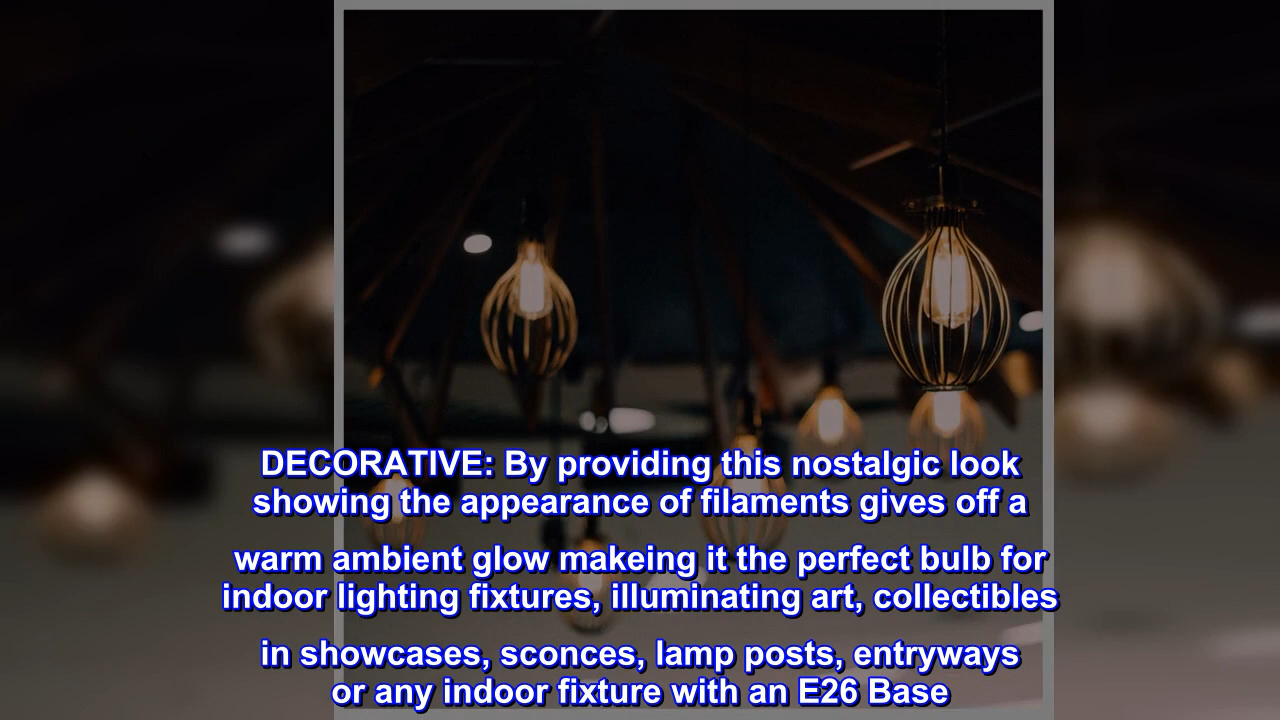 DECORATIVE: By providing this nostalgic look
showing the appearance of filaments gives off a
warm ambient glow makeing it the perfect bulb for
indoor lighting fixtures, illuminating art, collectibles
in showcases, sconces, lamp posts, entryways
or any indoor fixture with an E26 Base